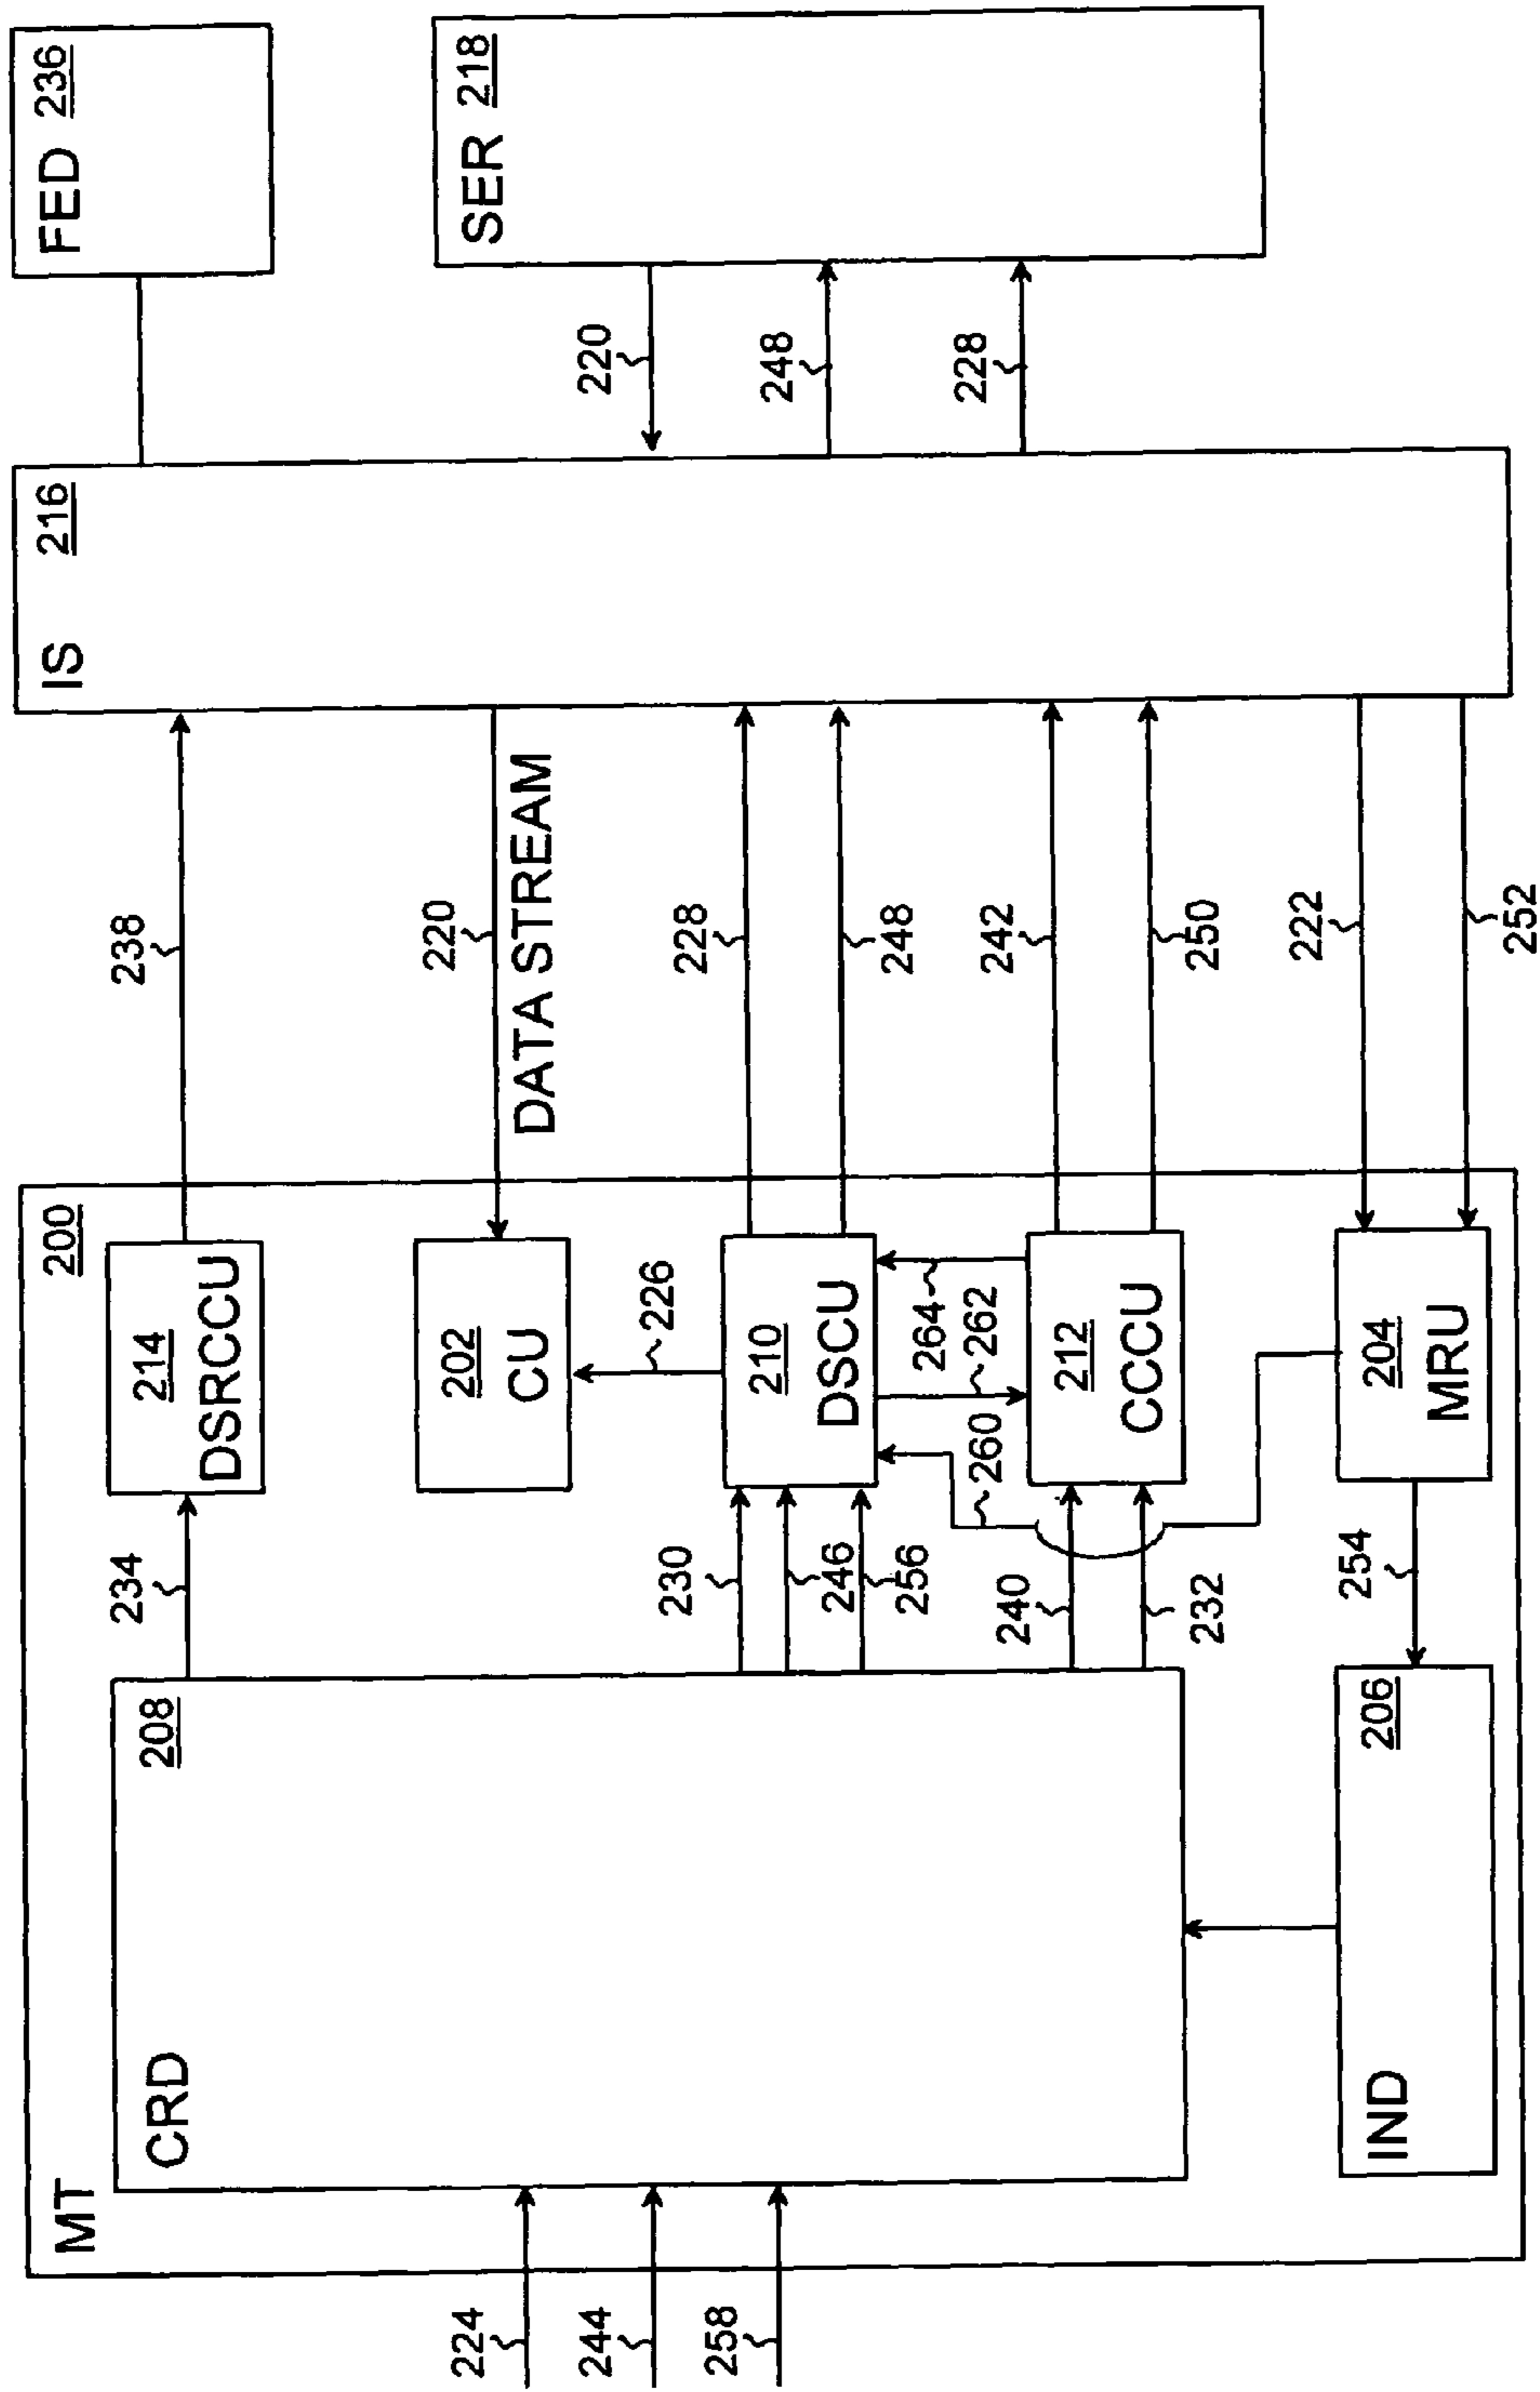 MT
200
CRD
208
214
DSRCCU
202
CU
210
DSCU
212
CCCU
204
MRU
IND
206
IS
216
FED 236
SER 218
224
244
258
234
230
246
256
240
232
254
226
264
262
260
238
220
DATA STREAM
228
248
242
250
222
252
220
248
228